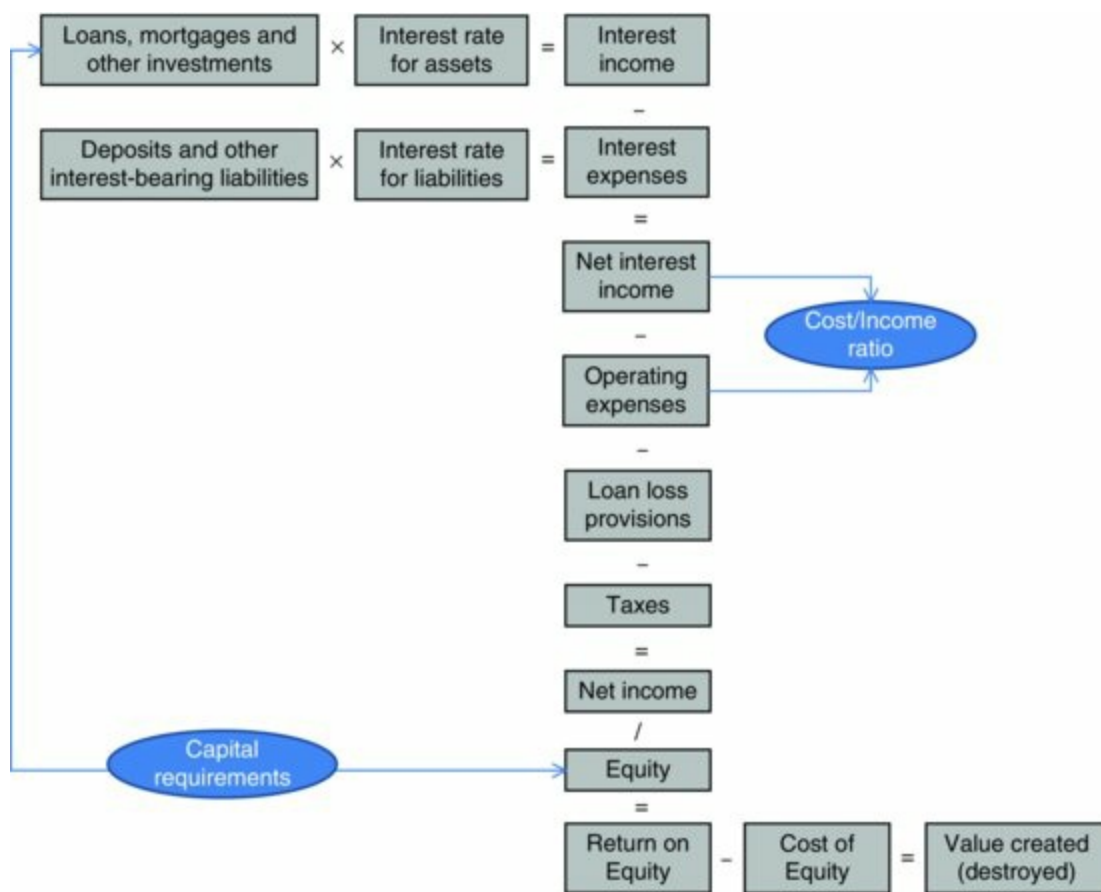 Loans, mortgages and
other investments
×
Interest rate
for assets
=
Interest
income
–
Deposits and other
interest-bearing liabilities
×
Interest rate
for liabilities
=
Interest
expenses
=
Net interest
income
Cost/Income
ratio
–
Operating
expenses
–
Loan loss
provisions
–
Taxes
=
Net income
/
Capital
requirements
Equity
=
Return on
Equity
–
Cost of
Equity
=
Value created
(destroyed)